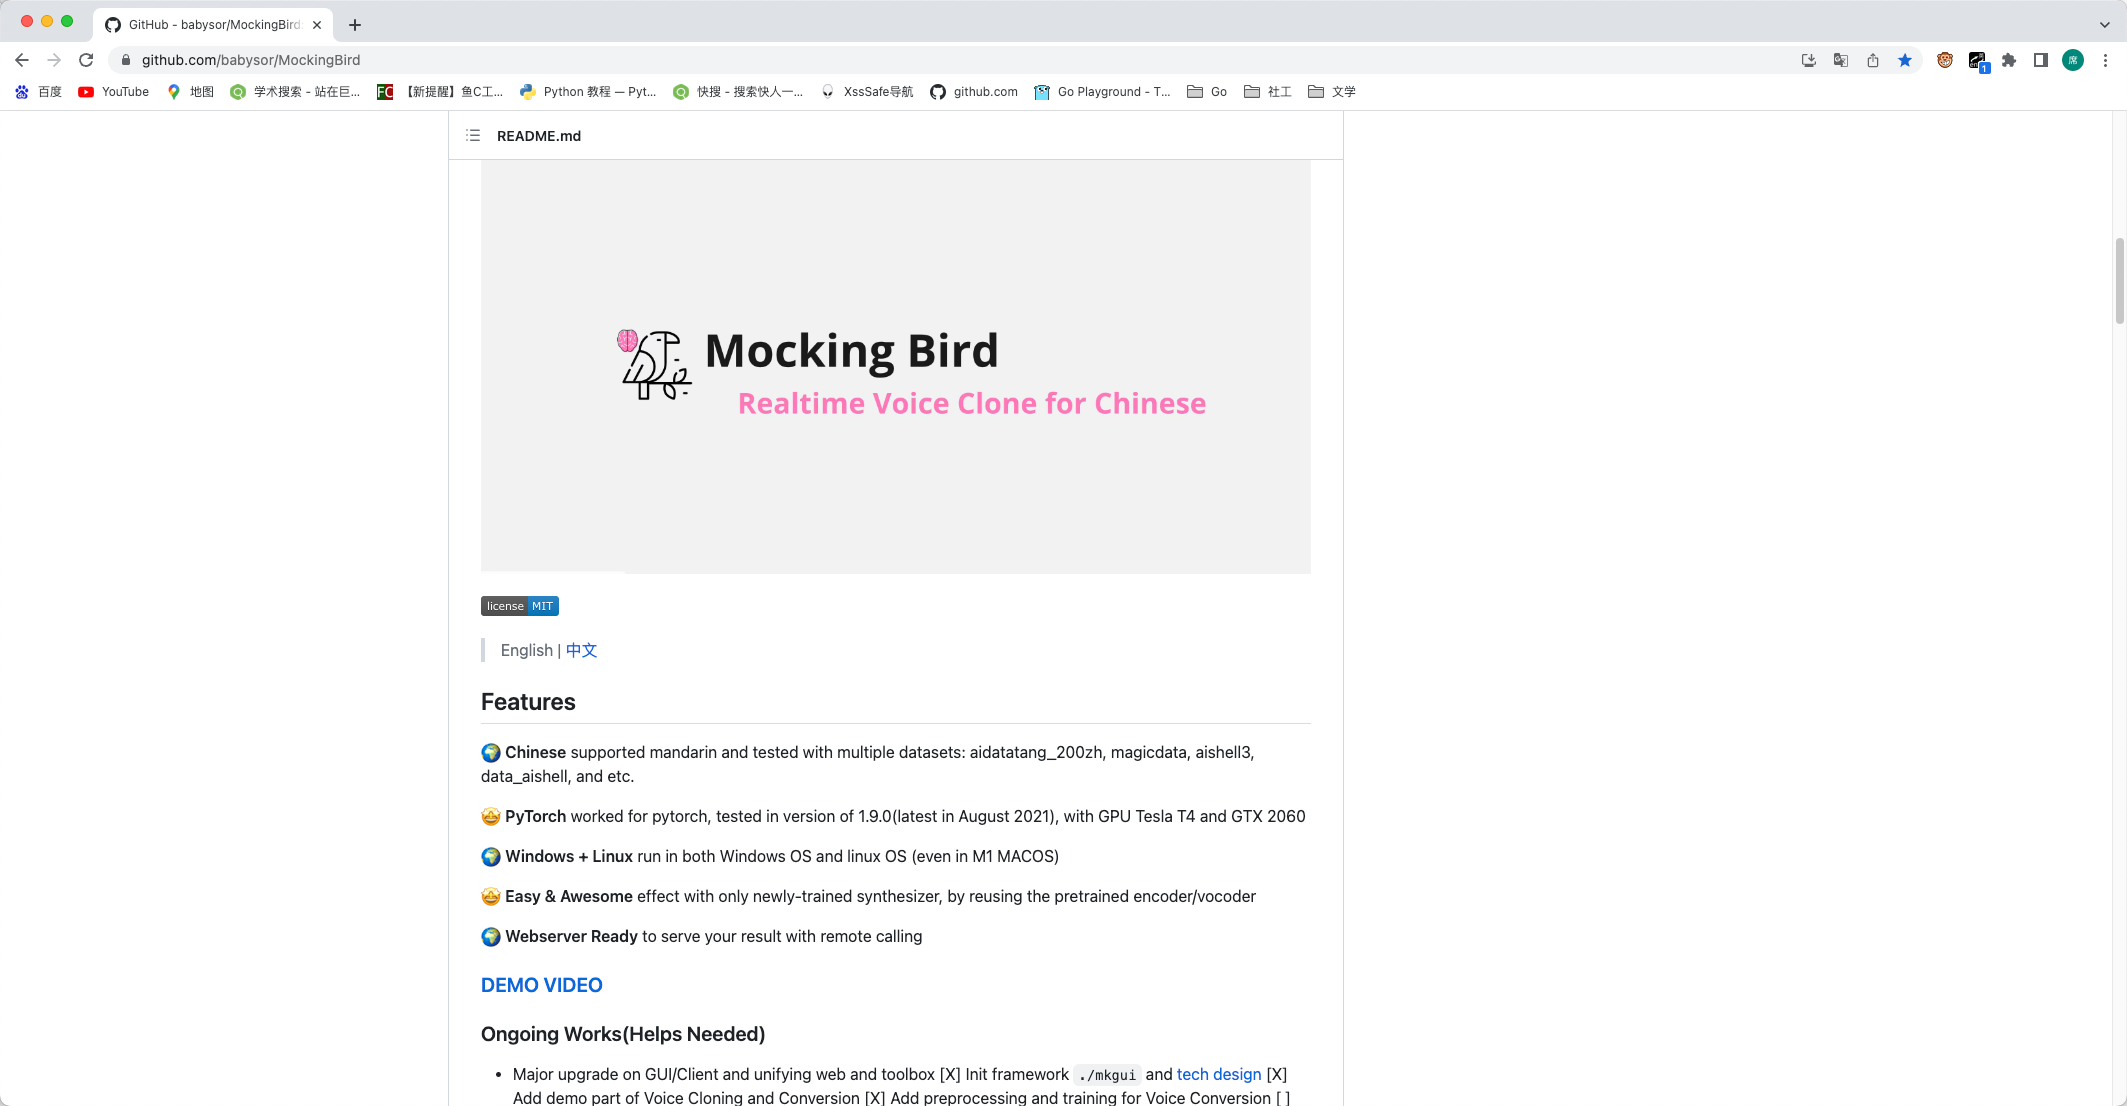 GitHub - babysor/MockingBird:
github.com/babysor/MockingBird
席
1
百度
YouTube
地图
学术搜索 - 站在巨...
FC
【新提醒】鱼C工...
Python 教程 — Pyt...
快搜 - 搜索快人一...
XssSafe导航
github.com
Go Playground - T...
Go
社工
文学
README.md
Mocking Bird
Realtime Voice Clone for Chinese
license MIT
English | 中文
Features
🌍 Chinese supported mandarin and tested with multiple datasets: aidatatang_200zh, magicdata, aishell3,
data_aishell, and etc.
🤩 PyTorch worked for pytorch, tested in version of 1.9.0(latest in August 2021), with GPU Tesla T4 and GTX 2060
🌍 Windows + Linux run in both Windows OS and linux OS (even in M1 MACOS)
🤩 Easy & Awesome effect with only newly-trained synthesizer, by reusing the pretrained encoder/vocoder
🌍 Webserver Ready to serve your result with remote calling
DEMO VIDEO
Ongoing Works(Helps Needed)
• Major upgrade on GUI/Client and unifying web and toolbox [X] Init framework ./mkgui and tech design [X]
Add demo part of Voice Cloning and Conversion [X] Add preprocessing and training for Voice Conversion [ ]